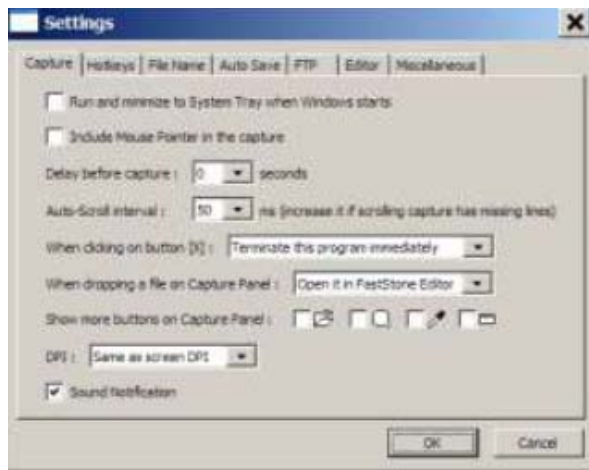 Settings
Capture Hotkeys File Name Auto Save FTP Editor Miscellaneous
Run and minimize to System Tray when Windows starts
Include Mouse Pointer in the capture
Delay before capture : 0 seconds
Auto-Scroll interval : 50 ms (increase it if scrolling capture has missing lines)
When clicking on button [X] : Terminate this program immediately
When dropping a file on Capture Panel : Open it in FastStone Editor
Show more buttons on Capture Panel :
DPI : Same as screen DPI
Sound Notification
OK Cancel